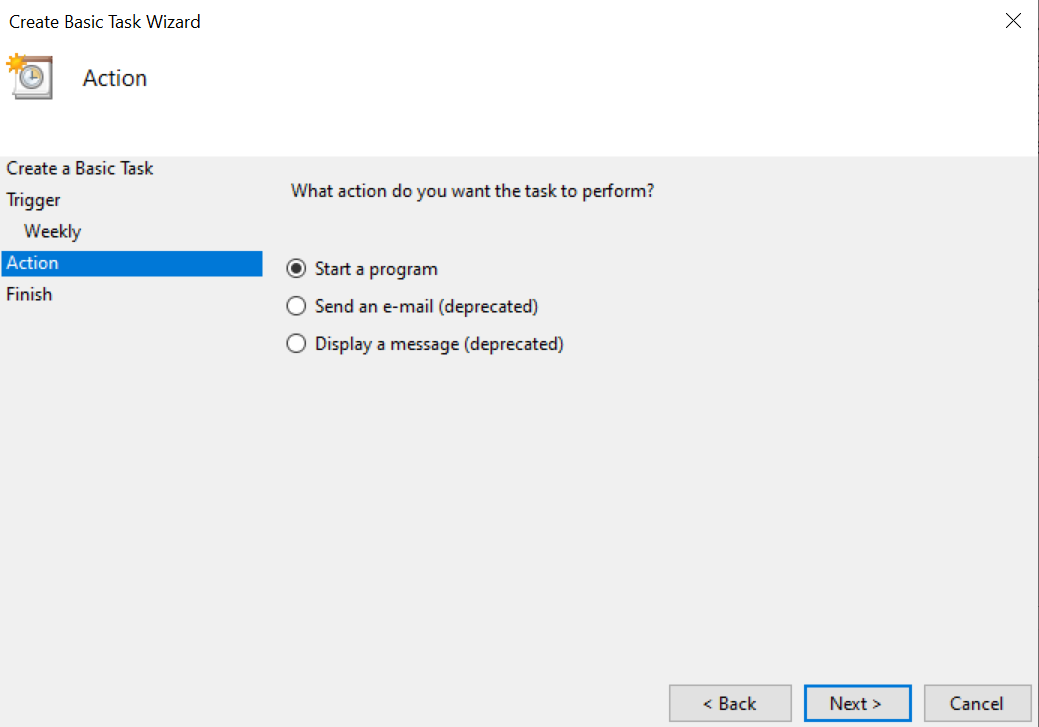 Create Basic Task Wizard
Action
Create a Basic Task
Trigger
Weekly
Action
Finish
What action do you want the task to perform?
Start a program
Send an e-mail (deprecated)
Display a message (deprecated)
< Back
Next >
Cancel